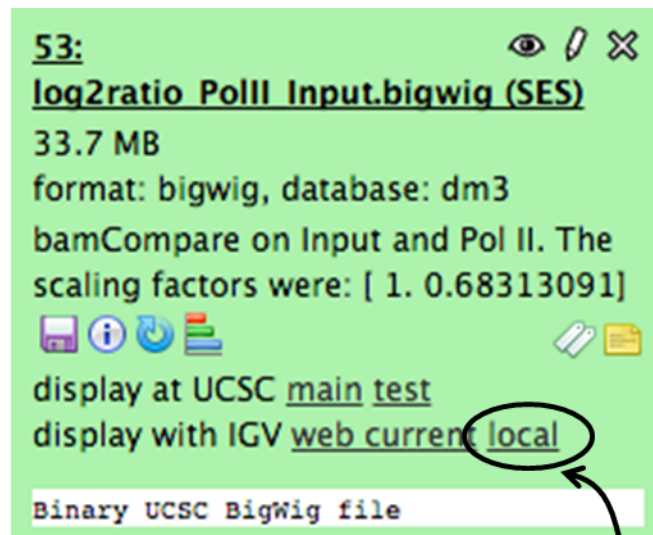 53:
log2ratio_PolII_Input.bigwig (SES)
33.7 MB
format: bigwig, database: dm3
bamCompare on Input and Pol II. The
scaling factors were: [ 1. 0.68313091]
display at UCSC main test
display with IGV web current local
Binary UCSC BigWig file